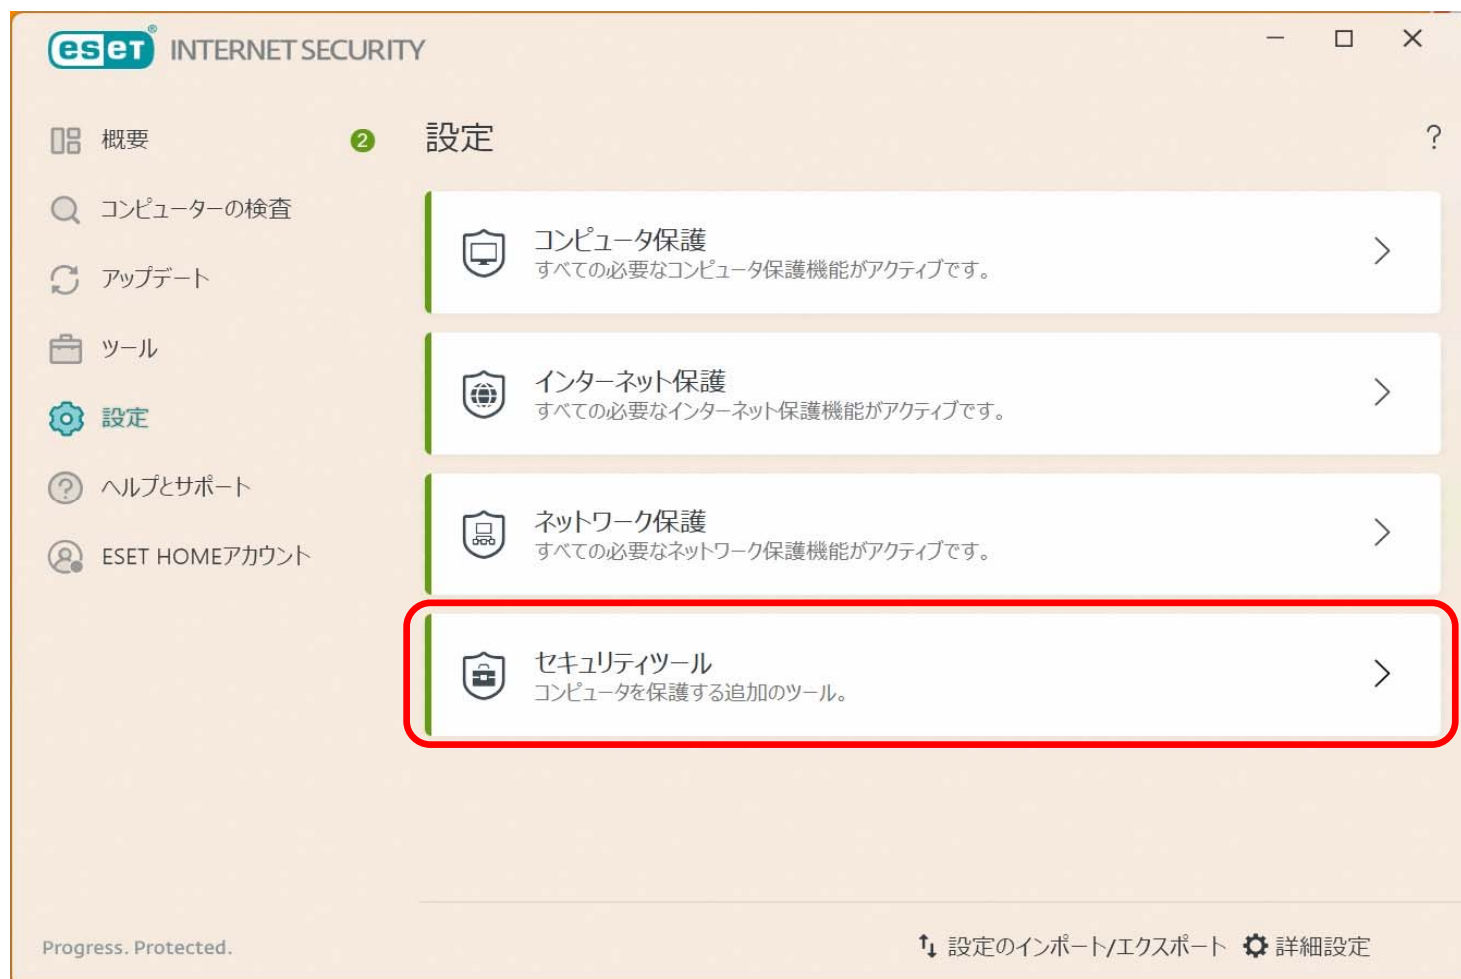 eset® INTERNET SECURITY
概要 2
コンピューターの検査
アップデート
ツール
設定
ヘルプとサポート
ESET HOMEアカウント
設定 ?
コンピュータ保護
すべての必要なコンピュータ保護機能がアクティブです。
インターネット保護
すべての必要なインターネット保護機能がアクティブです。
ネットワーク保護
すべての必要なネットワーク保護機能がアクティブです。
セキュリティツール
コンピュータを保護する追加のツール。
Progress. Protected.
設定のインポート/エクスポート 詳細設定